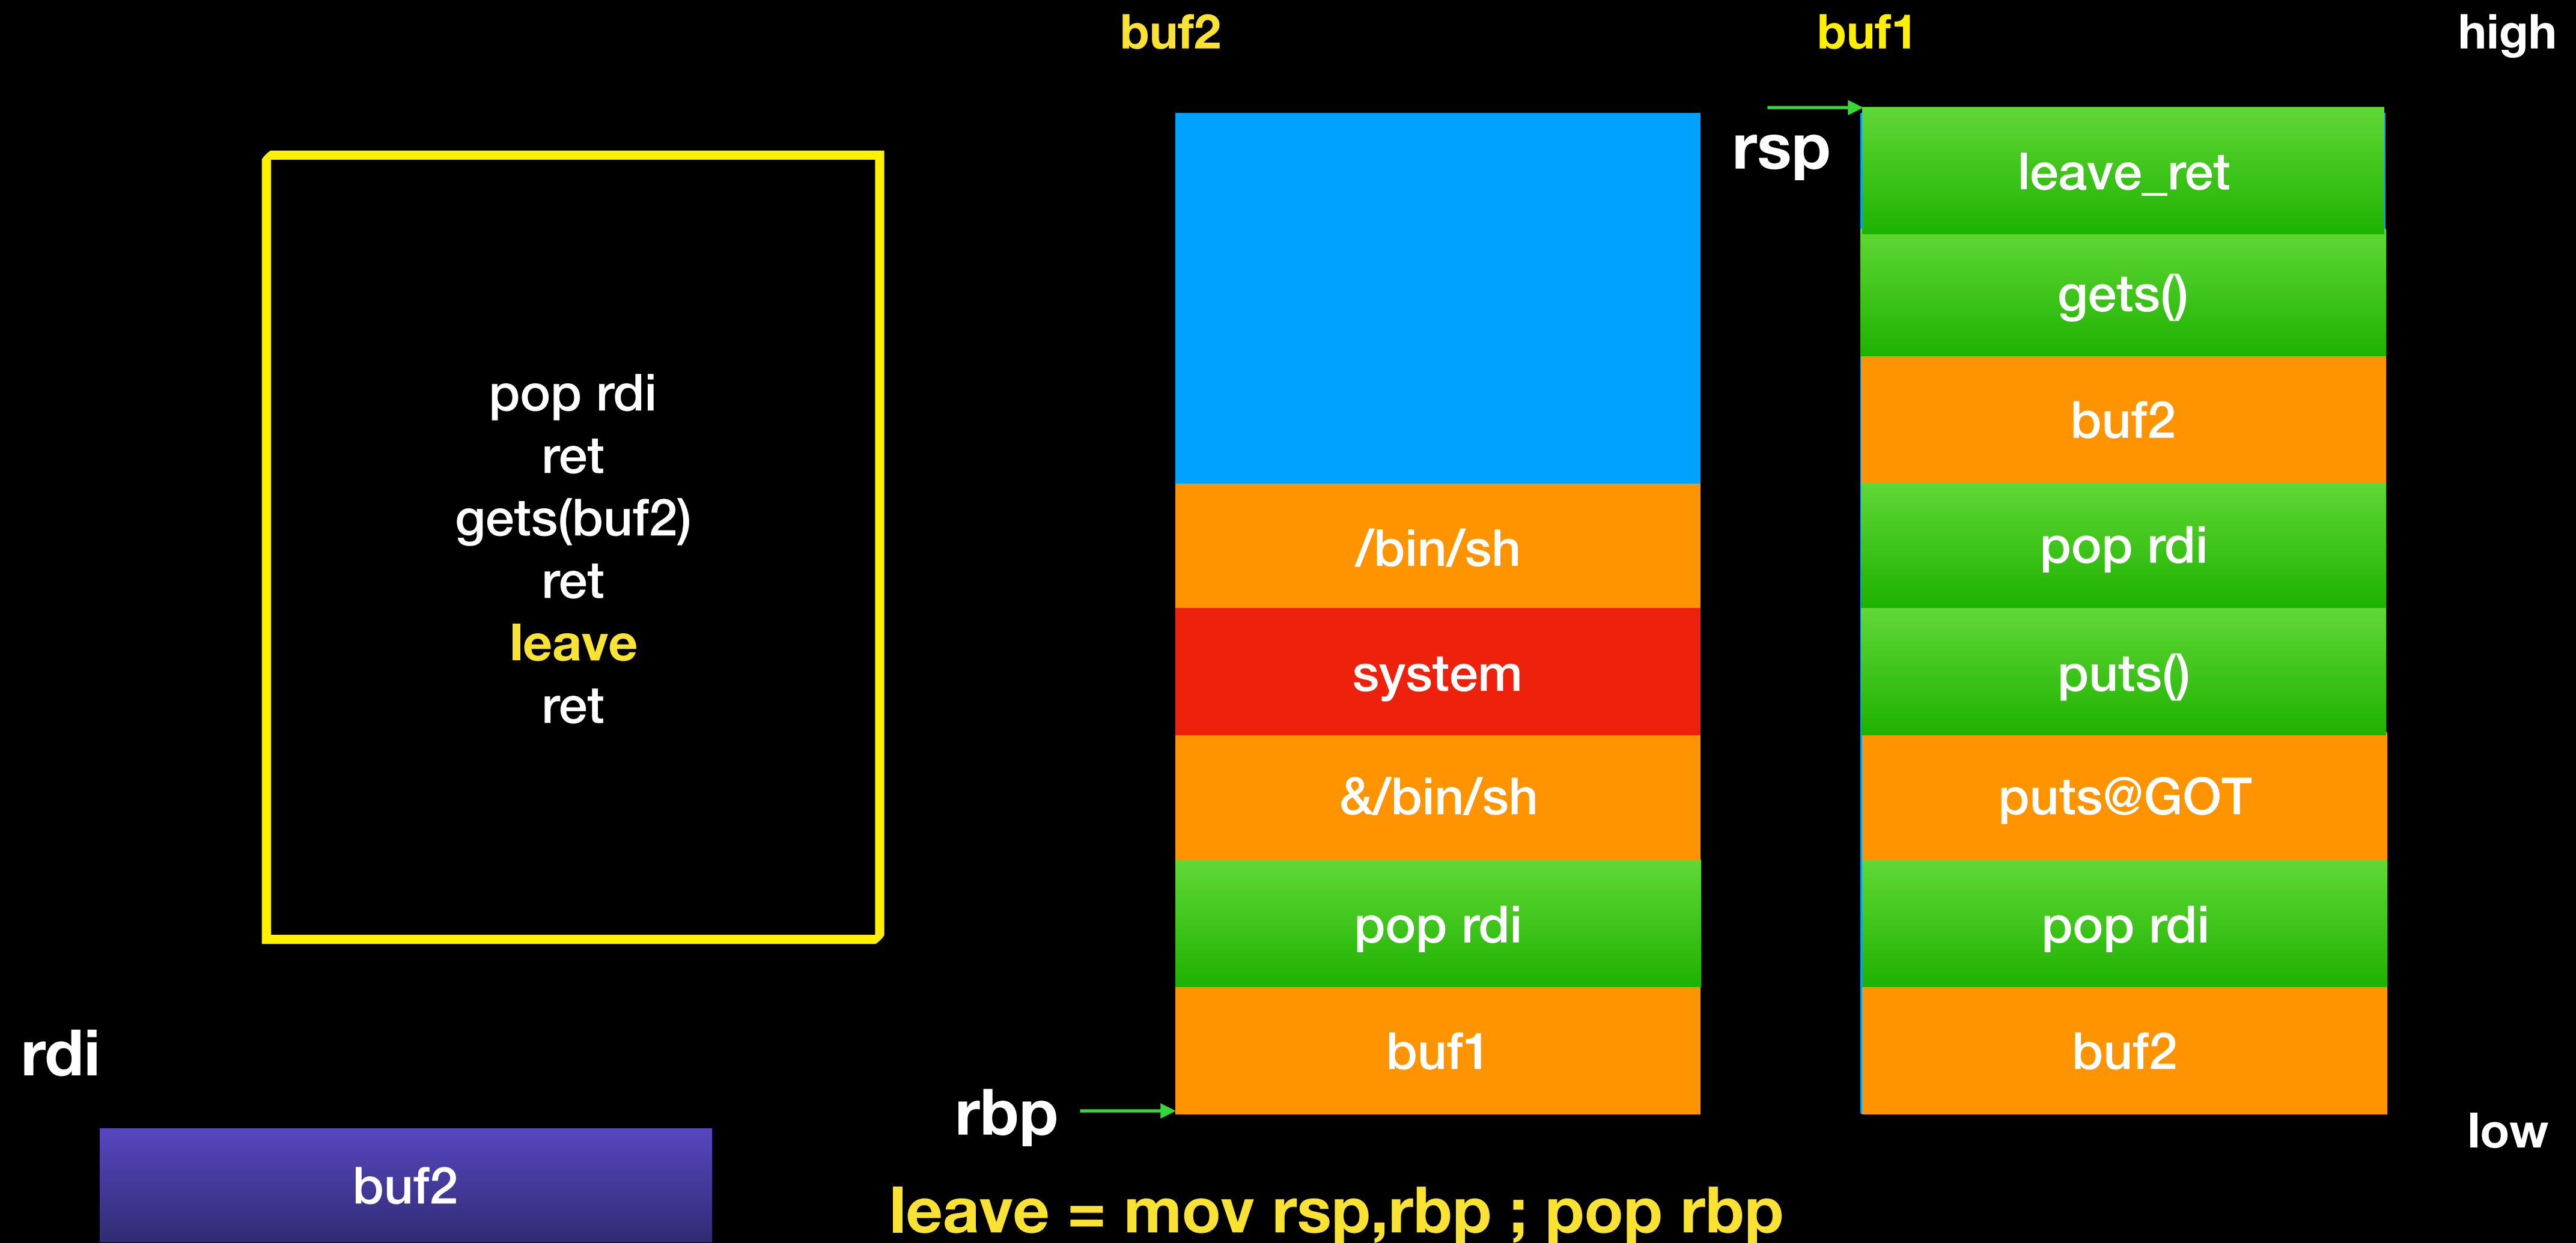 buf2
buf1
high
rsp
pop rdi
ret
gets(buf2)
ret
leave
ret
/bin/sh
system
&/bin/sh
pop rdi
buf1
leave_ret
gets()
buf2
pop rdi
puts()
puts@GOT
pop rdi
buf2
rdi
rbp
low
buf2
leave = mov rsp,rbp ; pop rbp